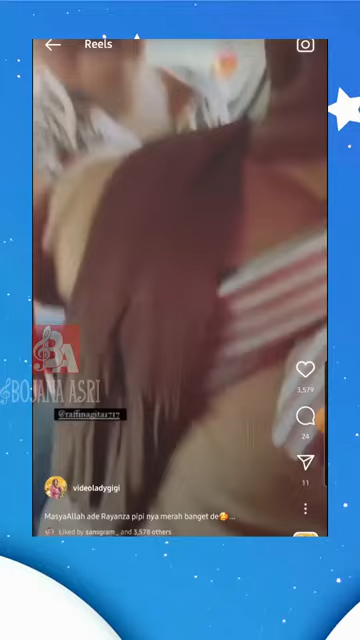 Reels
3,579
24
11
BA
BOJANA ASRI
@raffinagita1717
videoladygigi
MasyaAllah ade Rayanza pipi nya merah banget de🥰...
Liked by sansgram_ and 3,578 others